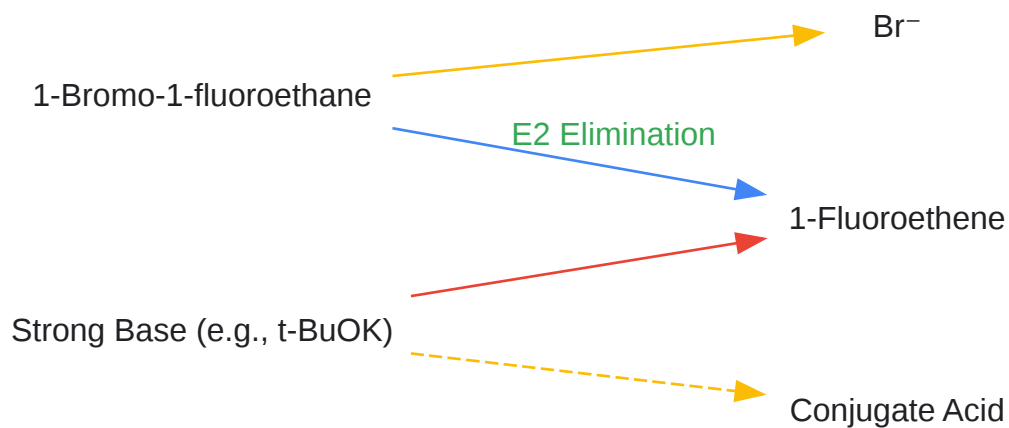 Br⁻
1-Bromo-1-fluoroethane
E2 Elimination
1-Fluoroethene
Strong Base (e.g., t-BuOK)
Conjugate Acid